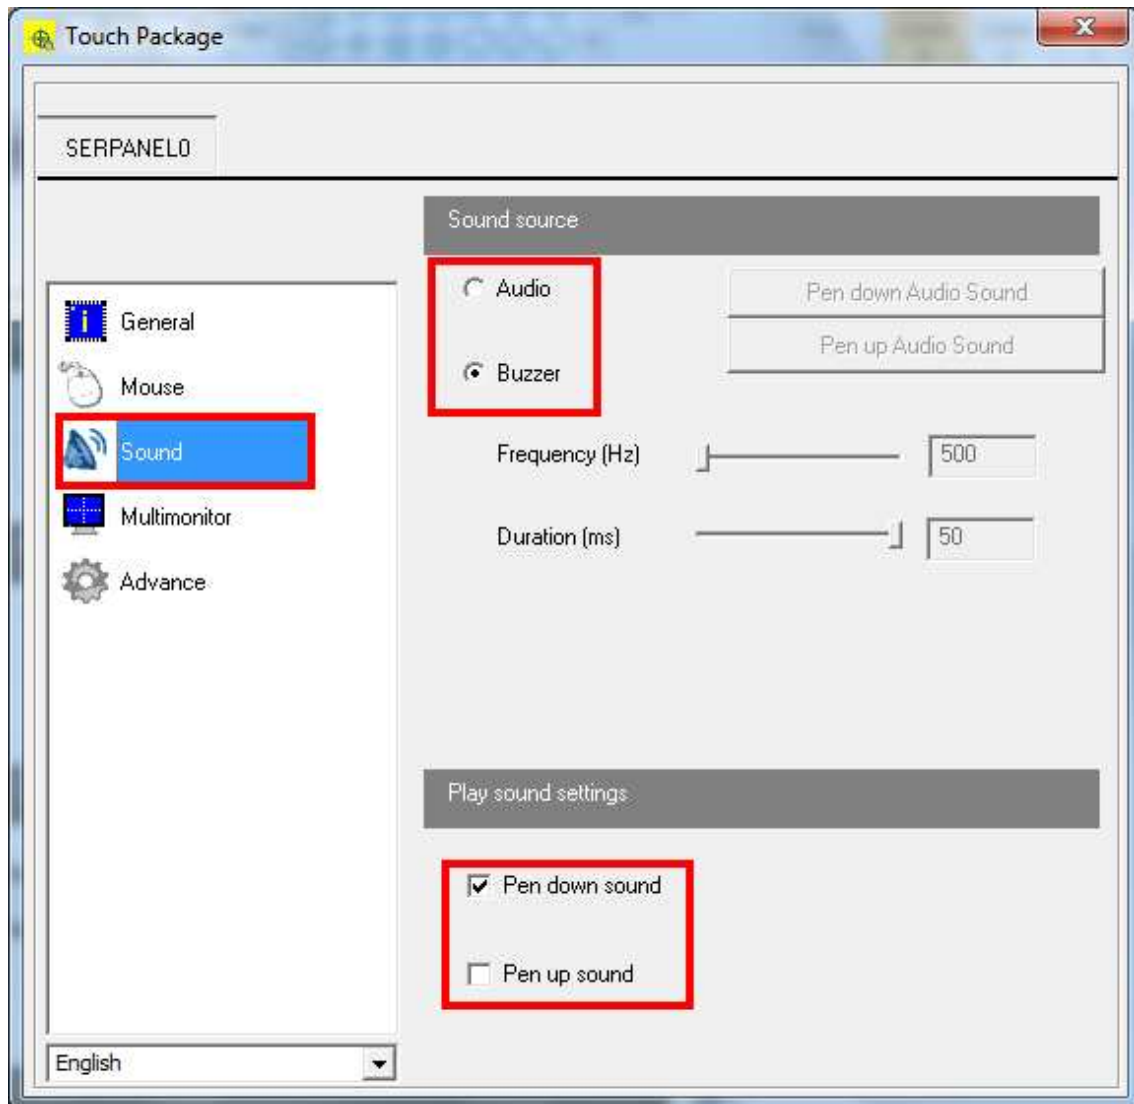 Touch Package
SERPANEL0
General
Mouse
Sound
Multimonitor
Advance
English
Sound source
Audio
Pen down Audio Sound
Pen up Audio Sound
Buzzer
Frequency (Hz) 500
Duration (ms) 50
Play sound settings
Pen down sound
Pen up sound